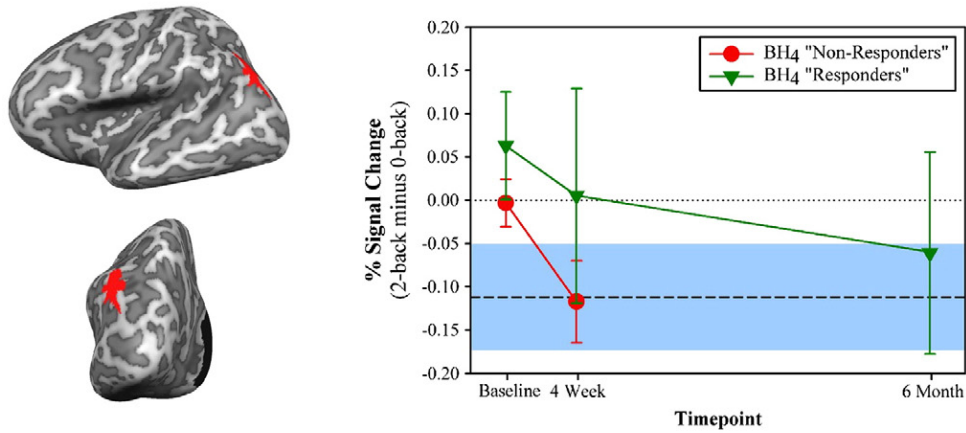 0.20
0.15
0.10
0.05
0.00
-0.05
-0.10
-0.15
-0.20
% Signal Change
(2-back minus 0-back)
BH4 "Non-Responders"
BH4 "Responders"
Baseline 4 Week 6 Month
Timepoint